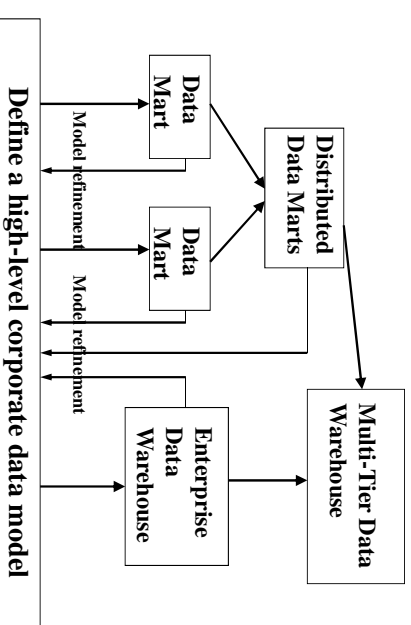 Multi-Tier Data
Warehouse
Distributed
Data Marts
Data
Mart
Data
Mart
Enterprise
Data
Warehouse
Model refinement
Model refinement
Define a high-level corporate data model